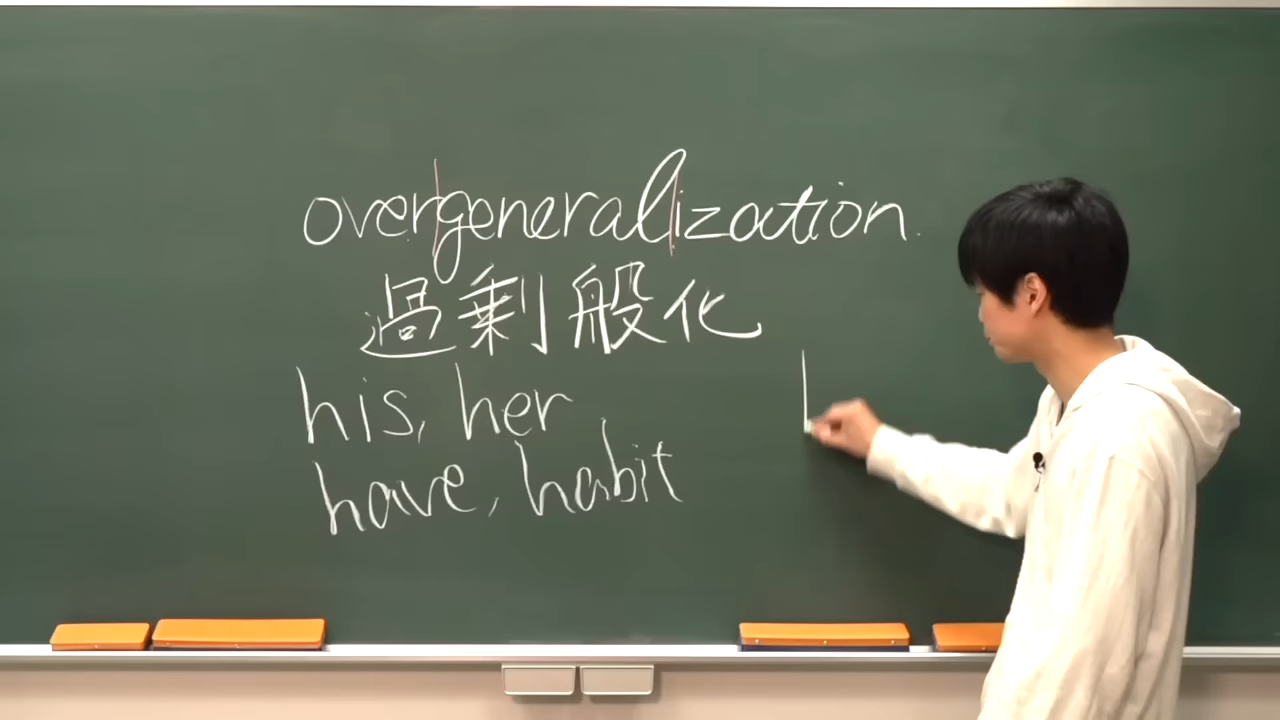 overgeneralization.
過剰般化
his, her
have, habit